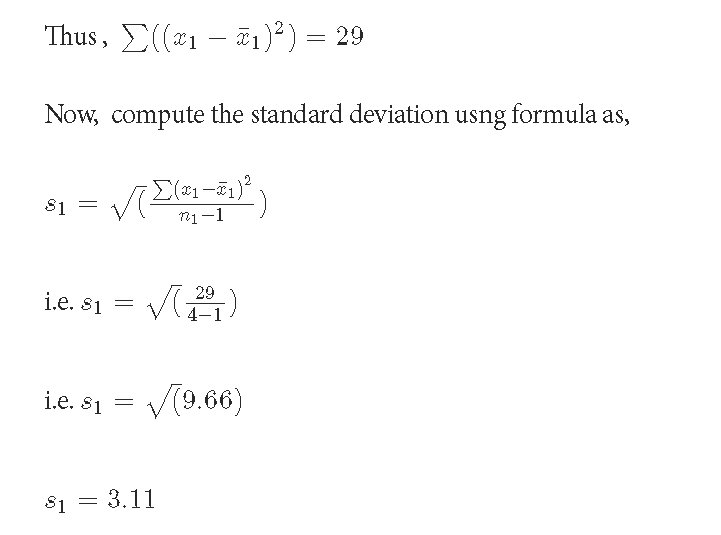 Thus , ∑((x₁ − x̄₁)²) = 29
Now, compute the standard deviation usng formula as,
s₁ = √(∑(x₁−x̄₁)²/n₁−1)
i.e. s₁ = √(29/4−1)
i.e. s₁ = √(9.66)
s₁ = 3.11